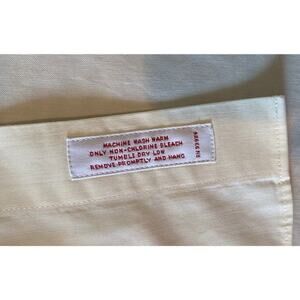 MACHINE WASH WARM
ONLY NON-CHLORINE BLEACH
TUMBLE DRY LOW
REMOVE PROMPTLY AND HANG